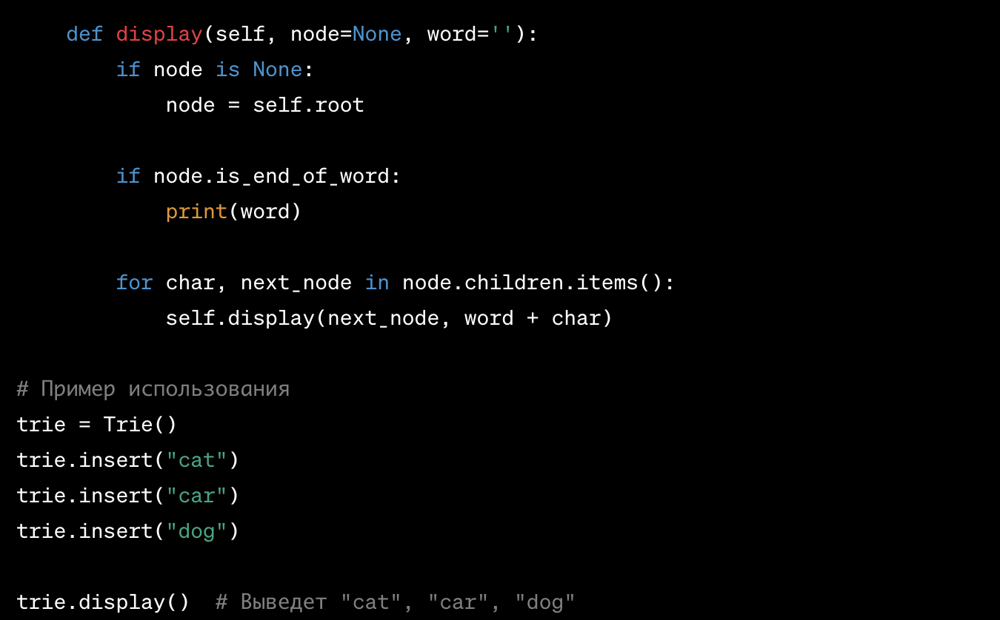 def display(self, node=None, word=''):
if node is None:
node = self.root
if node.is_end_of_word:
print(word)
for char, next_node in node.children.items():
self.display(next_node, word + char)
# Пример использования
trie = Trie()
trie.insert("cat")
trie.insert("car")
trie.insert("dog")
trie.display()  # Выведет "cat", "car", "dog"